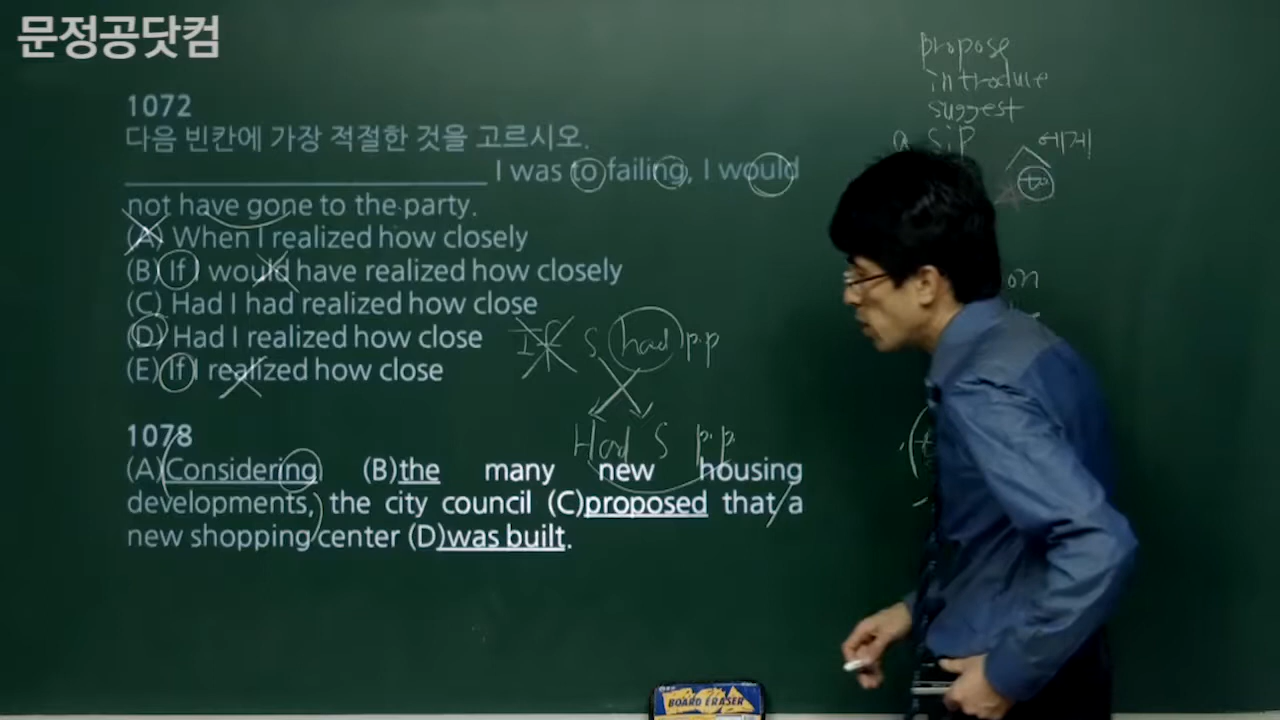 문정공닷컴
1072
다음 빈칸에 가장 적절한 것을 고르시오.
I was to failing, I would
not have gone to the party.
(A) When I realized how closely
(B) If I would have realized how closely
(C) Had I had realized how close
(D) Had I realized how close
(E) If I realized how close
If S had p.p
Had S p.p.
1078
(A)Considering (B)the many new housing
developments, the city council (C)proposed that a
new shopping center (D)was built.
propose
introduce
suggest
a sip
에게
to
on
BOARD ERASER